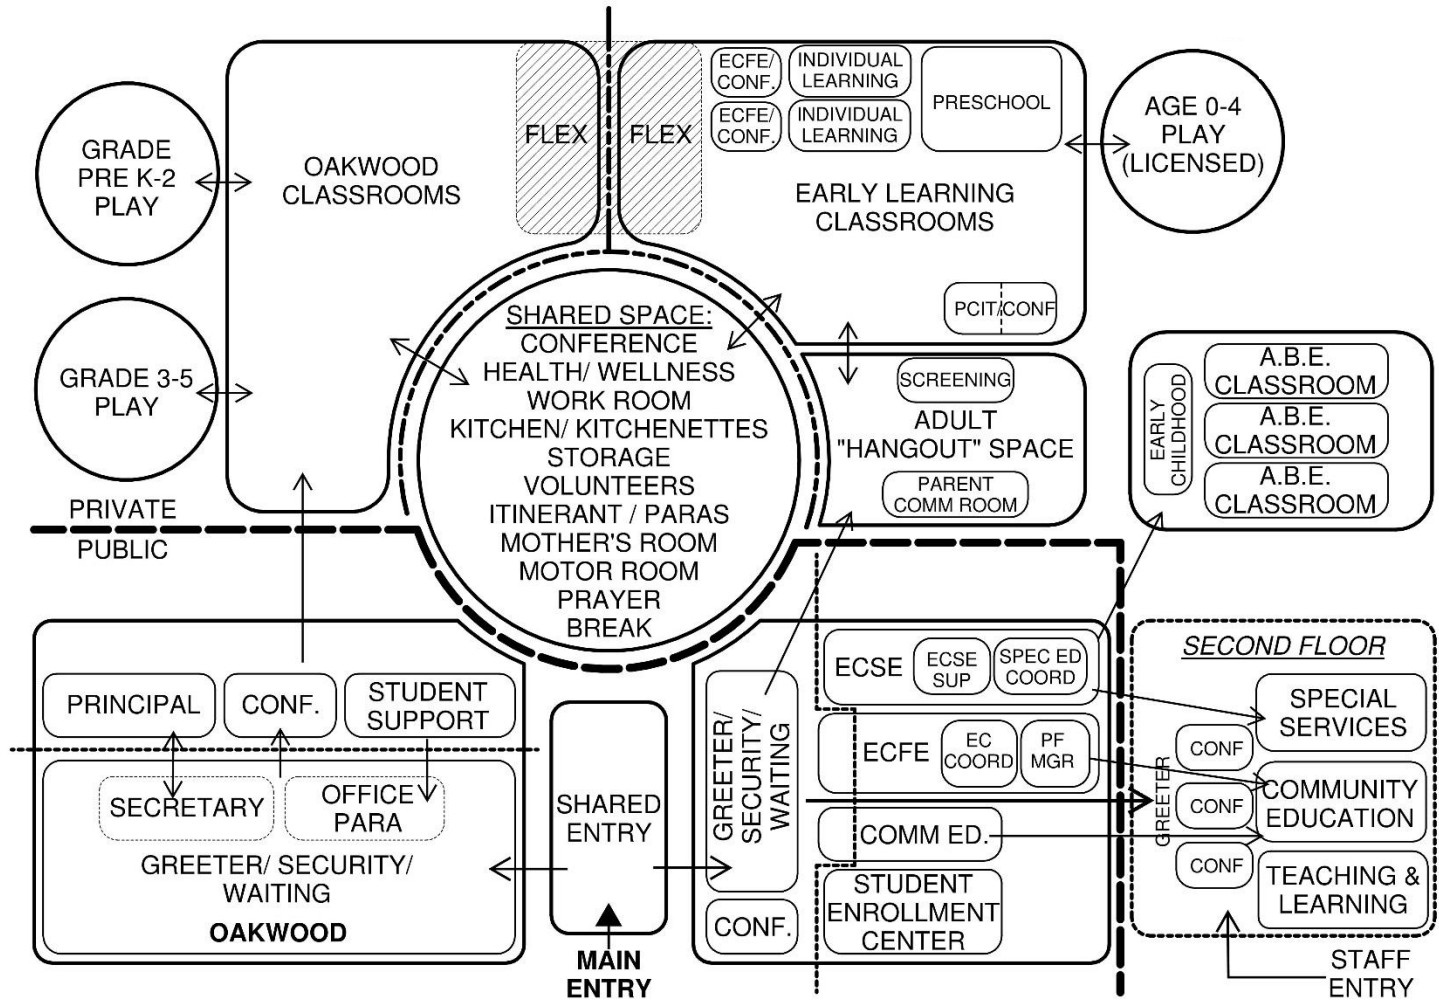 GRADE
PRE K-2
PLAY
OAKWOOD
CLASSROOMS
FLEX
FLEX
ECFE/
CONF.
INDIVIDUAL
LEARNING
ECFE/
CONF.
INDIVIDUAL
LEARNING
PRESCHOOL
EARLY LEARNING
CLASSROOMS
PCIT/CONF
AGE 0-4
PLAY
(LICENSED)
GRADE 3-5
PLAY
SHARED SPACE:
CONFERENCE
HEALTH/ WELLNESS
WORK ROOM
KITCHEN/ KITCHENETTES
STORAGE
VOLUNTEERS
ITINERANT / PARAS
MOTHER'S ROOM
MOTOR ROOM
PRAYER
BREAK
SCREENING
ADULT
"HANGOUT" SPACE
PARENT
COMM ROOM
EARLY
CHILDHOOD
A.B.E.
CLASSROOM
A.B.E.
CLASSROOM
A.B.E.
CLASSROOM
PRIVATE
PUBLIC
PRINCIPAL
CONF.
STUDENT
SUPPORT
SECRETARY
OFFICE
PARA
GREETER/ SECURITY/
WAITING
OAKWOOD
SHARED
ENTRY
MAIN
ENTRY
GREETER/
SECURITY/
WAITING
CONF.
ECSE
ECSE
SUP
SPEC ED
COORD
ECFE
EC
COORD
PF
MGR
COMM ED.
STUDENT
ENROLLMENT
CENTER
SECOND FLOOR
GREETER
CONF
CONF
CONF
SPECIAL
SERVICES
COMMUNITY
EDUCATION
TEACHING &
LEARNING
STAFF
ENTRY